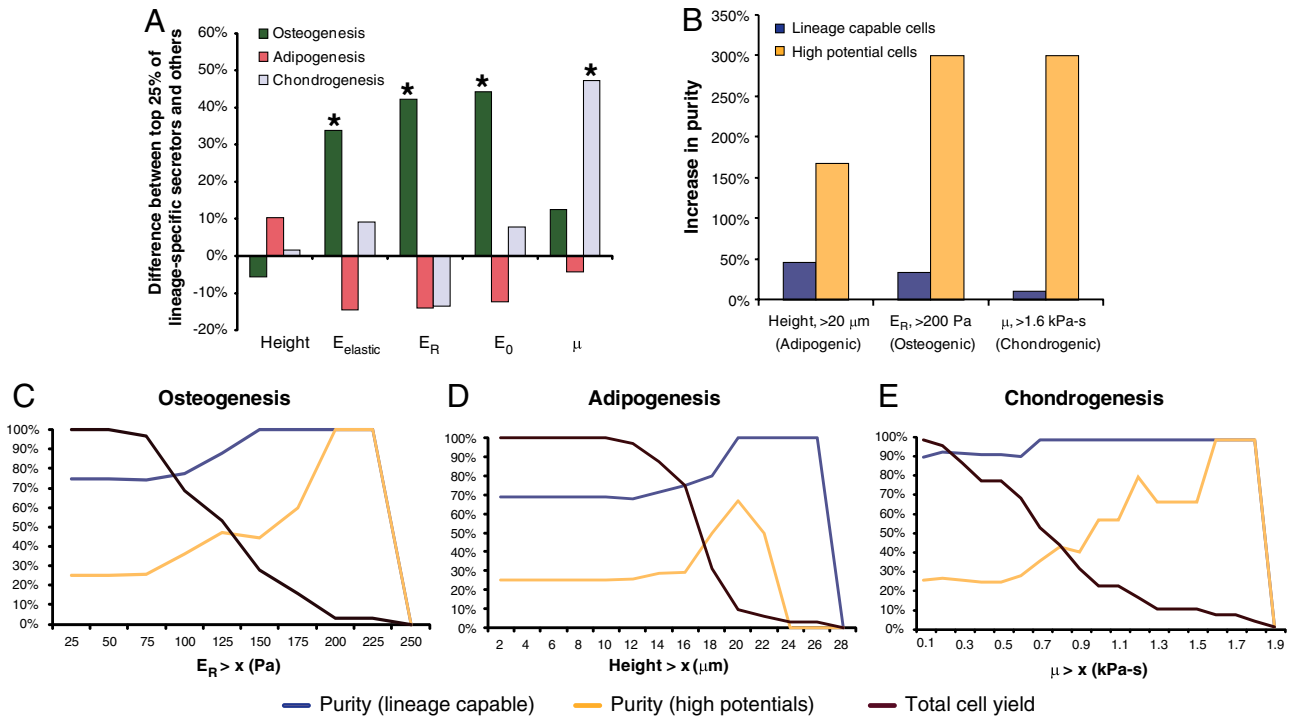 A
Difference between top 25% of
lineage-specific secretors and others
60%
50%
40%
30%
20%
10%
0%
-10%
-20%
Osteogenesis
Adipogenesis
Chondrogenesis
*
*
*
*
Height
E_elastic
E_R
E_0
μ
B
Increase in purity
350%
300%
250%
200%
150%
100%
50%
0%
Lineage capable cells
High potential cells
Height, >20 μm
(Adipogenic)
E_R, >200 Pa
(Osteogenic)
μ, >1.6 kPa-s
(Chondrogenic)
C
Osteogenesis
100%
90%
80%
70%
60%
50%
40%
30%
20%
10%
0%
25 50 75 100 125 150 175 200 225 250
E_R > x (Pa)
D
Adipogenesis
100%
90%
80%
70%
60%
50%
40%
30%
20%
10%
0%
2 4 6 8 10 12 14 16 18 20 22 24 26 28
Height > x (μm)
E
Chondrogenesis
100%
90%
80%
70%
60%
50%
40%
30%
20%
10%
0%
0.1 0.3 0.5 0.7 0.9 1.1 1.3 1.5 1.7 1.9
μ > x (kPa-s)
Purity (lineage capable)
Purity (high potentials)
Total cell yield